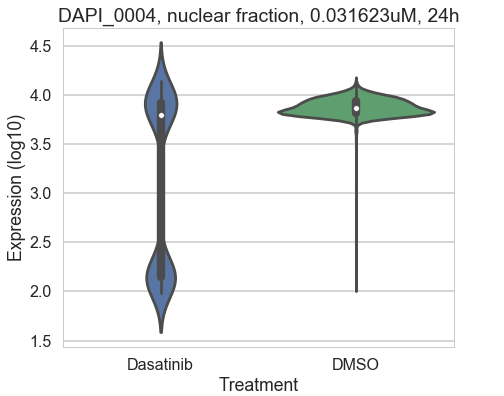 DAPI_0004, nuclear fraction, 0.031623uM, 24h
Expression (log10)
4.5
4.0
3.5
3.0
2.5
2.0
1.5
Dasatinib DMSO
Treatment